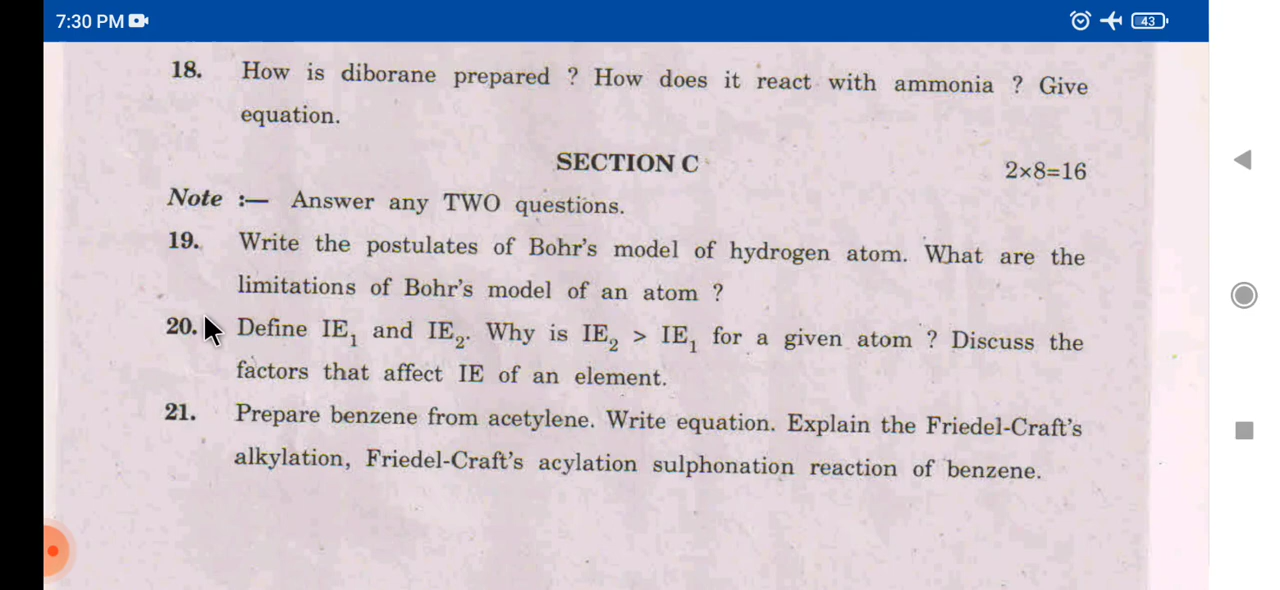 7:30 PM
43
18. How is diborane prepared ? How does it react with ammonia ? Give
equation.
SECTION C
2×8=16
Note :— Answer any TWO questions.
19. Write the postulates of Bohr's model of hydrogen atom. What are the
limitations of Bohr's model of an atom ?
20. Define IE₁ and IE₂. Why is IE₂ > IE₁ for a given atom ? Discuss the
factors that affect IE of an element.
21. Prepare benzene from acetylene. Write equation. Explain the Friedel-Craft's
alkylation, Friedel-Craft's acylation sulphonation reaction of benzene.